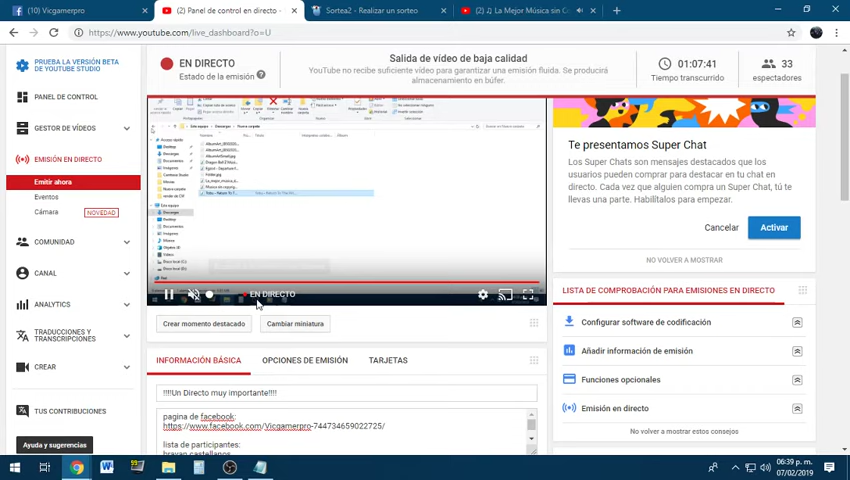 (10) Vicgamerpro
(2) Panel de control en directo -
Sortea2 - Realizar un sorteo
(2) ♫ La Mejor Música sin C
https://www.youtube.com/live_dashboard?o=U
PRUEBA LA VERSIÓN BETA
DE YOUTUBE STUDIO
PANEL DE CONTROL
GESTOR DE VÍDEOS
EMISIÓN EN DIRECTO
Emitir ahora
Eventos
Cámara
NOVEDAD
COMUNIDAD
CANAL
ANALYTICS
TRADUCCIONES Y
TRANSCRIPCIONES
CREAR
TUS CONTRIBUCIONES
Ayuda y sugerencias
EN DIRECTO
Estado de la emisión
Salida de vídeo de baja calidad
YouTube no recibe suficiente vídeo para garantizar una emisión fluida. Se producirá
almacenamiento en búfer.
01:07:41
Tiempo transcurrido
33
espectadores
EN DIRECTO
Crear momento destacado
Cambiar miniatura
INFORMACIÓN BÁSICA
OPCIONES DE EMISIÓN
TARJETAS
!!!!Un Directo muy importante!!!!
pagina de facebook:
https://www.facebook.com/Vicgamerpro-744734659022725/
lista de participantes:
brayan castellanos
Te presentamos Super Chat
Los Super Chats son mensajes destacados que los
usuarios pueden comprar para destacar en tu chat en
directo. Cada vez que alguien compra un Super Chat, tú te
llevas una parte. Habilítalos para empezar.
Cancelar
Activar
NO VOLVER A MOSTRAR
LISTA DE COMPROBACIÓN PARA EMISIONES EN DIRECTO
Configurar software de codificación
Añadir información de emisión
Funciones opcionales
Emisión en directo
No volver a mostrar estos consejos
06:39 p. m.
07/02/2019